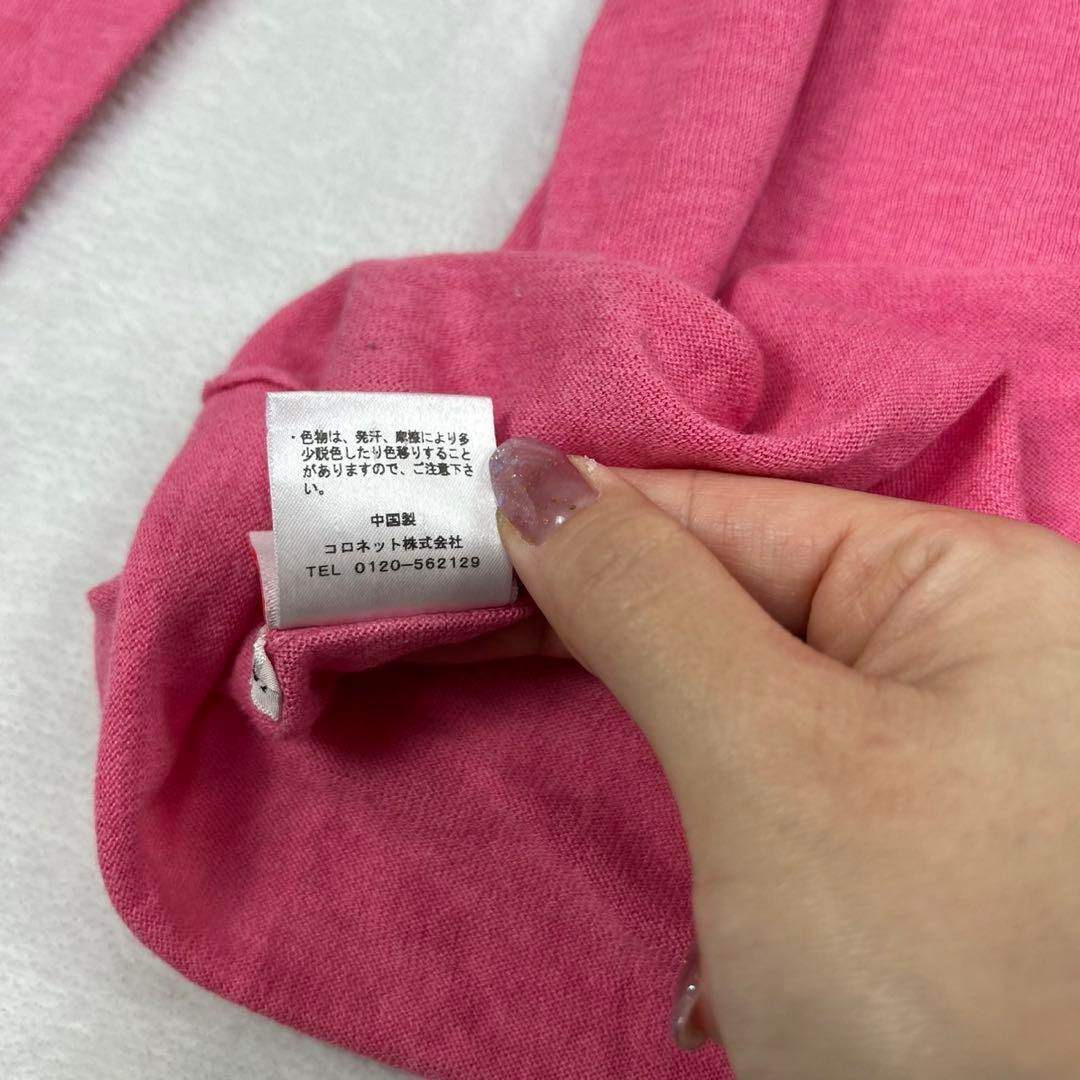 ・色物は、発汗、摩擦により多
少脱色したり色移りすること
がありますので、ご注意下さ
い。
中国製
コロネット株式会社
TEL 0120-562129